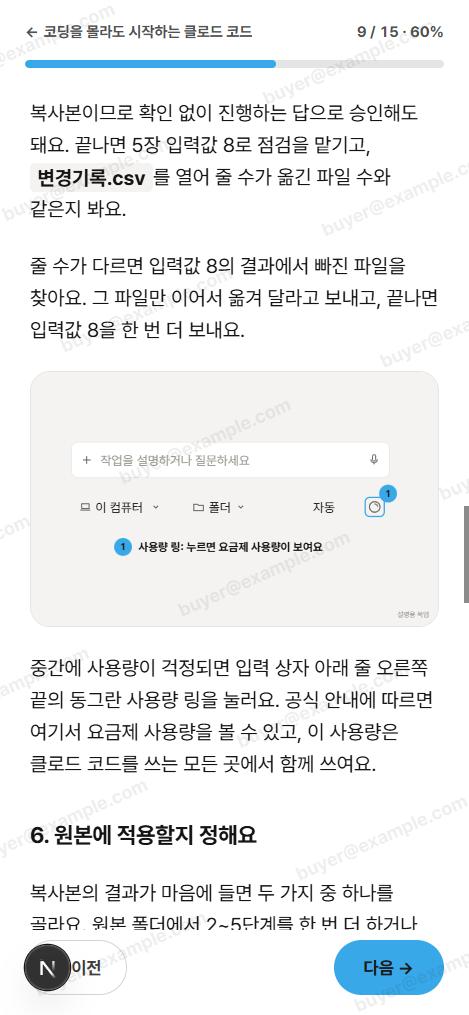 ← 코딩을 몰라도 시작하는 클로드 코드
9 / 15 · 60%
복사본이므로 확인 없이 진행하는 답으로 승인해도
돼요. 끝나면 5장 입력값 8로 점검을 맡기고,
변경기록.csv 를 열어 줄 수가 옮긴 파일 수와
같은지 봐요.
줄 수가 다르면 입력값 8의 결과에서 빠진 파일을
찾아요. 그 파일만 이어서 옮겨 달라고 보내고, 끝나면
입력값 8을 한 번 더 보내요.
+ 작업을 설명하거나 질문하세요
이 컴퓨터
폴더
자동
1
1 사용량 링: 누르면 요금제 사용량이 보여요
설명용 목업
중간에 사용량이 걱정되면 입력 상자 아래 줄 오른쪽
끝의 동그란 사용량 링을 눌러요. 공식 안내에 따르면
여기서 요금제 사용량을 볼 수 있고, 이 사용량은
클로드 코드를 쓰는 모든 곳에서 함께 쓰여요.
6. 원본에 적용할지 정해요
복사본의 결과가 마음에 들면 두 가지 중 하나를
골라요. 원본 폴더에서 2~5단계를 한 번 더 하거나
N
이전
다음 →
buyer@example.com